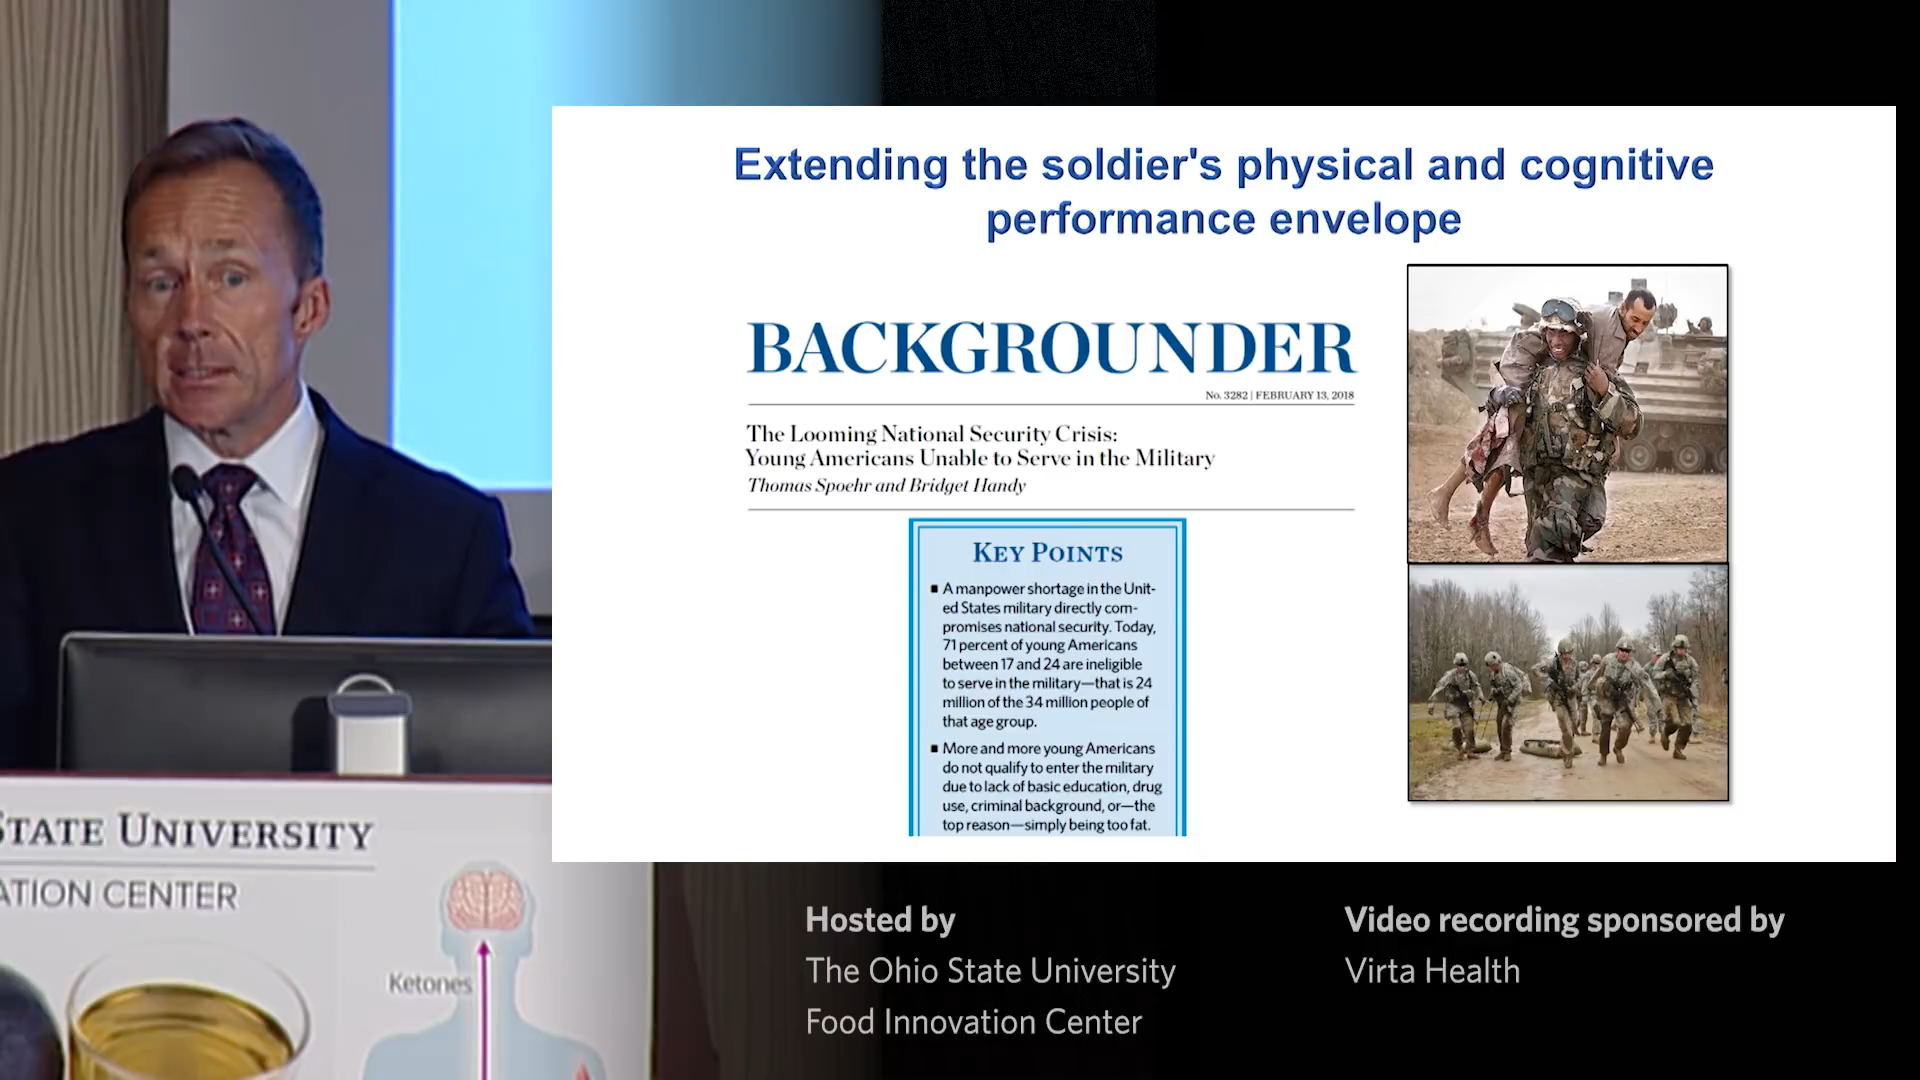 Extending the soldier's physical and cognitive
performance envelope
BACKGROUNDER
No. 3282 | FEBRUARY 13, 2018
The Looming National Security Crisis:
Young Americans Unable to Serve in the Military
Thomas Spoehr and Bridget Handy
KEY POINTS
■ A manpower shortage in the Unit-
ed States military directly com-
promises national security. Today,
71 percent of young Americans
between 17 and 24 are ineligible
to serve in the military—that is 24
million of the 34 million people of
that age group.
■ More and more young Americans
do not qualify to enter the military
due to lack of basic education, drug
use, criminal background, or—the
top reason—simply being too fat.
STATE UNIVERSITY
ATION CENTER
Ketones
Hosted by
The Ohio State University
Food Innovation Center
Video recording sponsored by
Virta Health